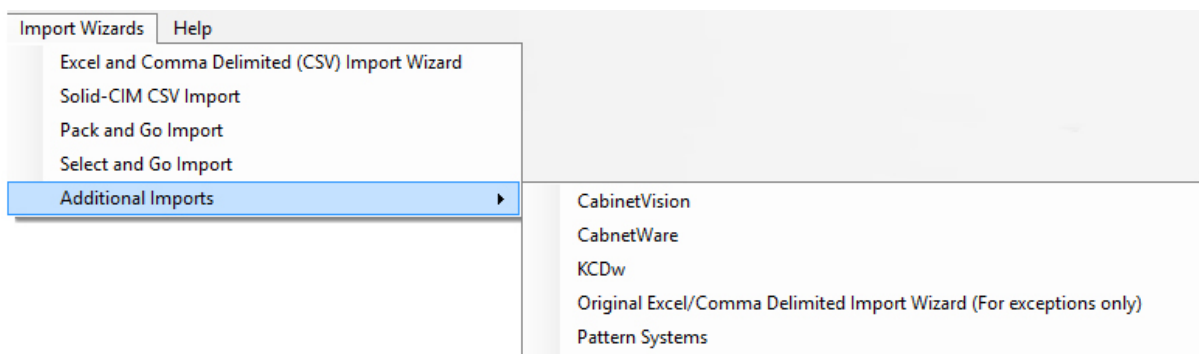 Import Wizards Help
Excel and Comma Delimited (CSV) Import Wizard
Solid-CIM CSV Import
Pack and Go Import
Select and Go Import
Additional Imports
CabinetVision
CabnetWare
KCDw
Original Excel/Comma Delimited Import Wizard (For exceptions only)
Pattern Systems